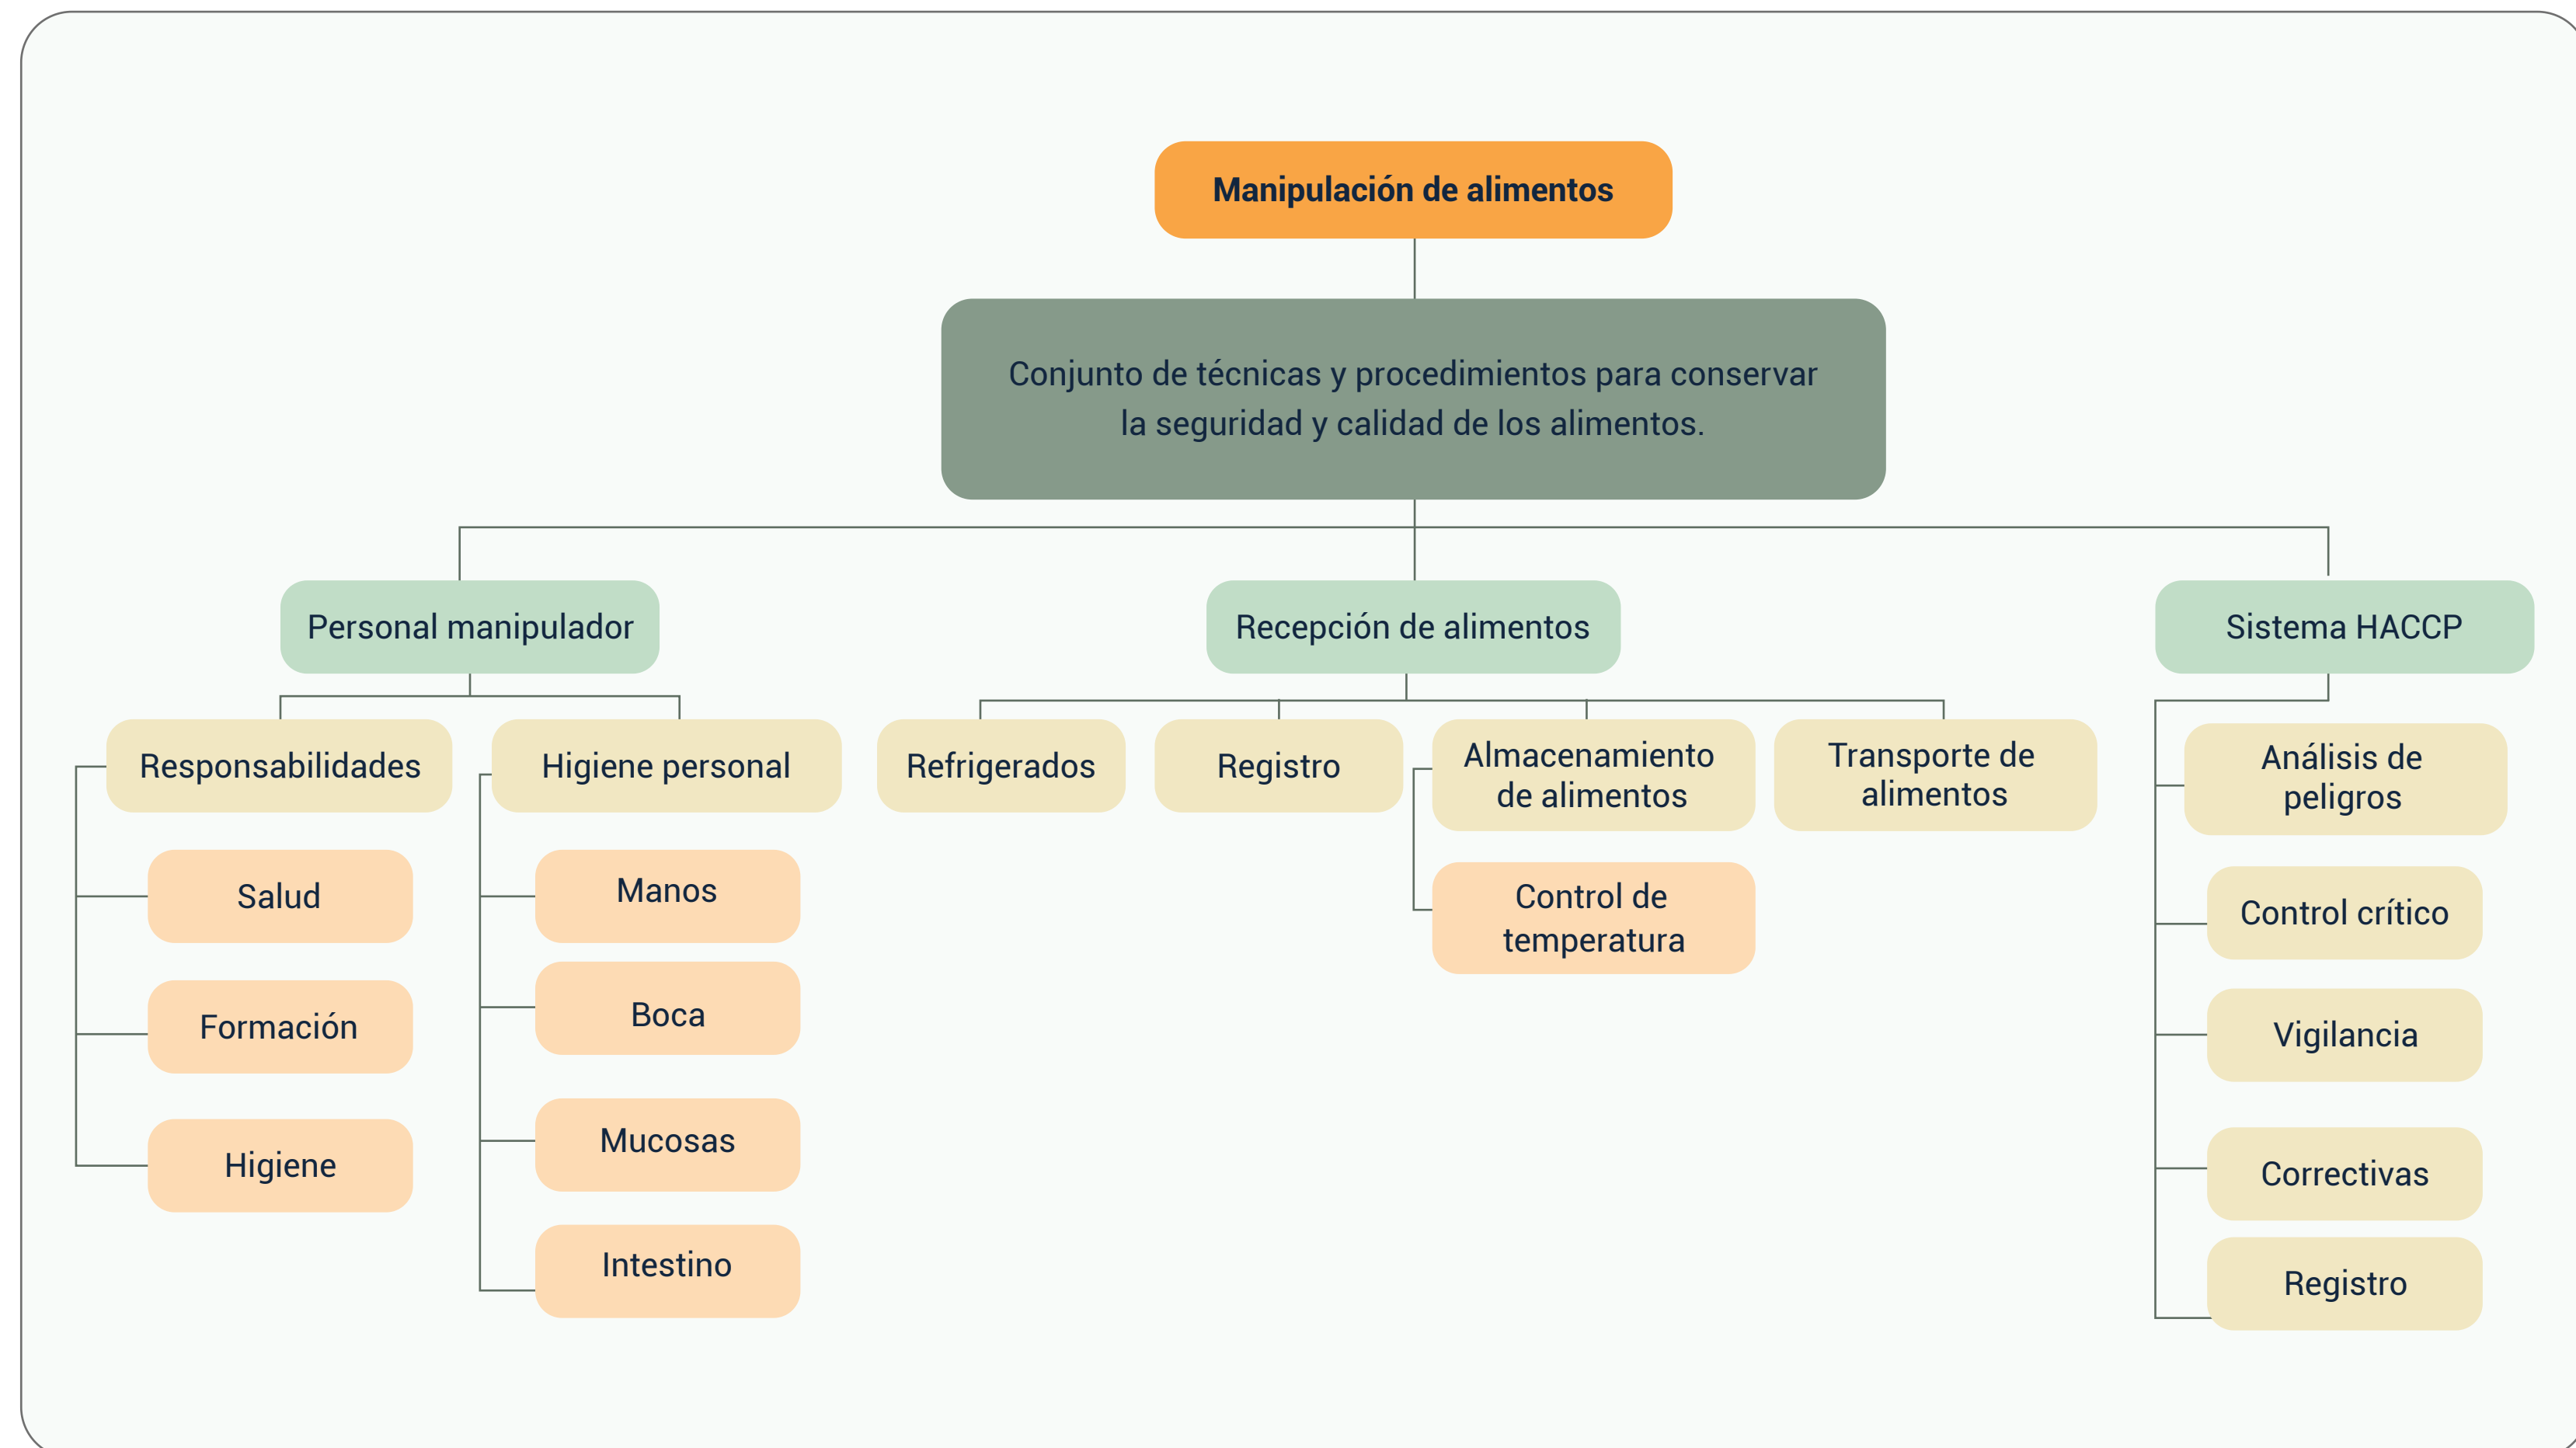 Manipulación de alimentos
Conjunto de técnicas y procedimientos para conservar
la seguridad y calidad de los alimentos.
Personal manipulador
Recepción de alimentos
Sistema HACCP
Responsabilidades
Higiene personal
Refrigerados
Registro
Almacenamiento
de alimentos
Transporte de
alimentos
Análisis de
peligros
Salud
Manos
Control de
temperatura
Control crítico
Formación
Boca
Vigilancia
Higiene
Mucosas
Correctivas
Intestino
Registro